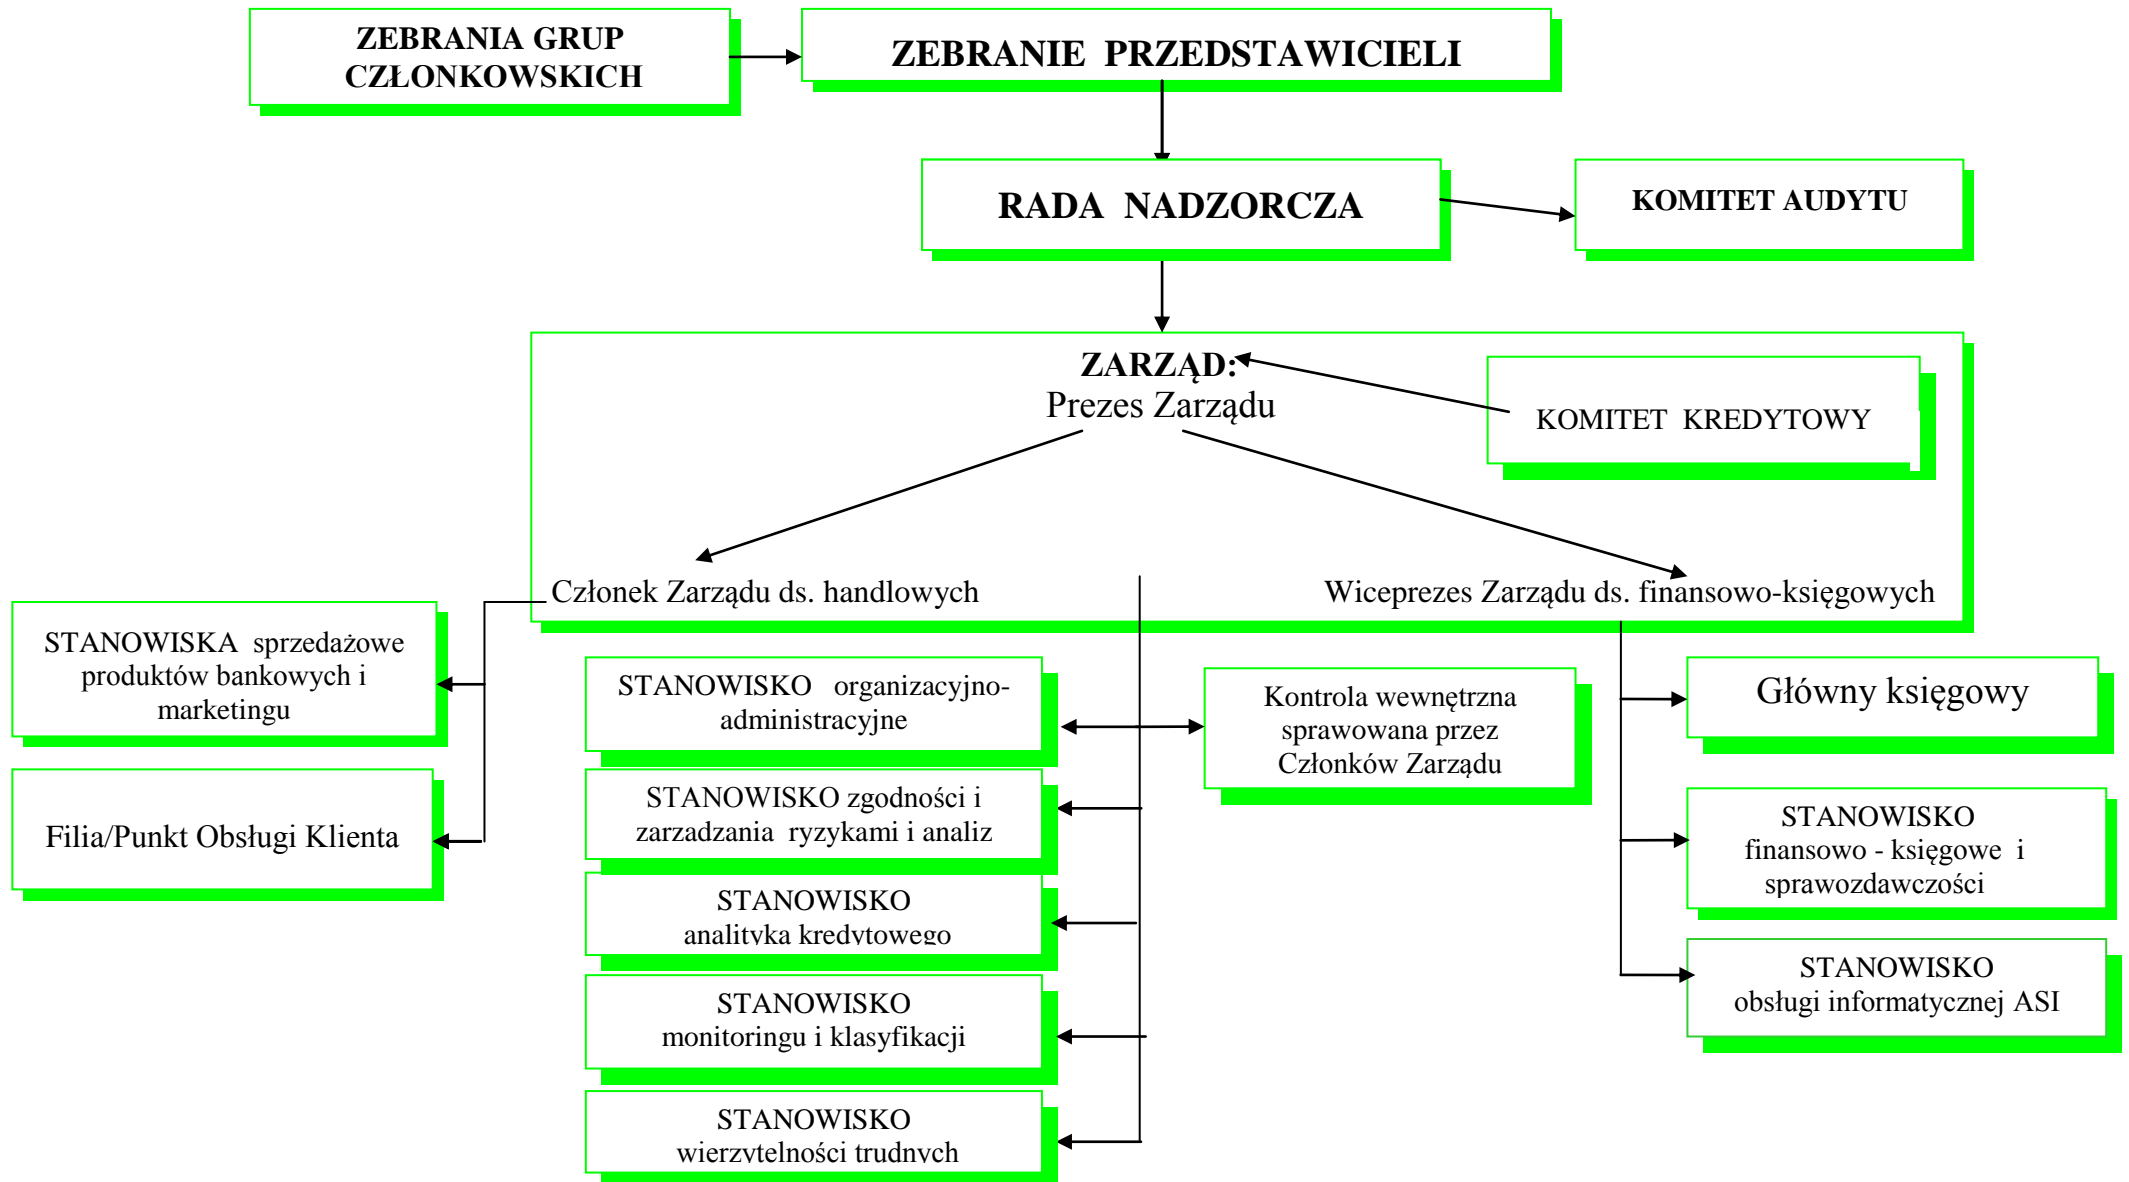 ZEBRANIA GRUP
CZŁONKOWSKICH
ZEBRANIE PRZEDSTAWICIELI
RADA NADZORCZA
KOMITET AUDYTU
ZARZĄD:
Prezes Zarządu
KOMITET KREDYTOWY
Członek Zarządu ds. handlowych
Wiceprezes Zarządu ds. finansowo-księgowych
STANOWISKA sprzedażowe
produktów bankowych i
marketingu
Filia/Punkt Obsługi Klienta
STANOWISKO organizacyjno-
administracyjne
STANOWISKO zgodności i
zarzadzania ryzykami i analiz
STANOWISKO
analityka kredytowego
STANOWISKO
monitoringu i klasyfikacji
STANOWISKO
wierzytelności trudnych
Kontrola wewnętrzna
sprawowana przez
Członków Zarządu
Główny księgowy
STANOWISKO
finansowo - księgowe i
sprawozdawczości
STANOWISKO
obsługi informatycznej ASI